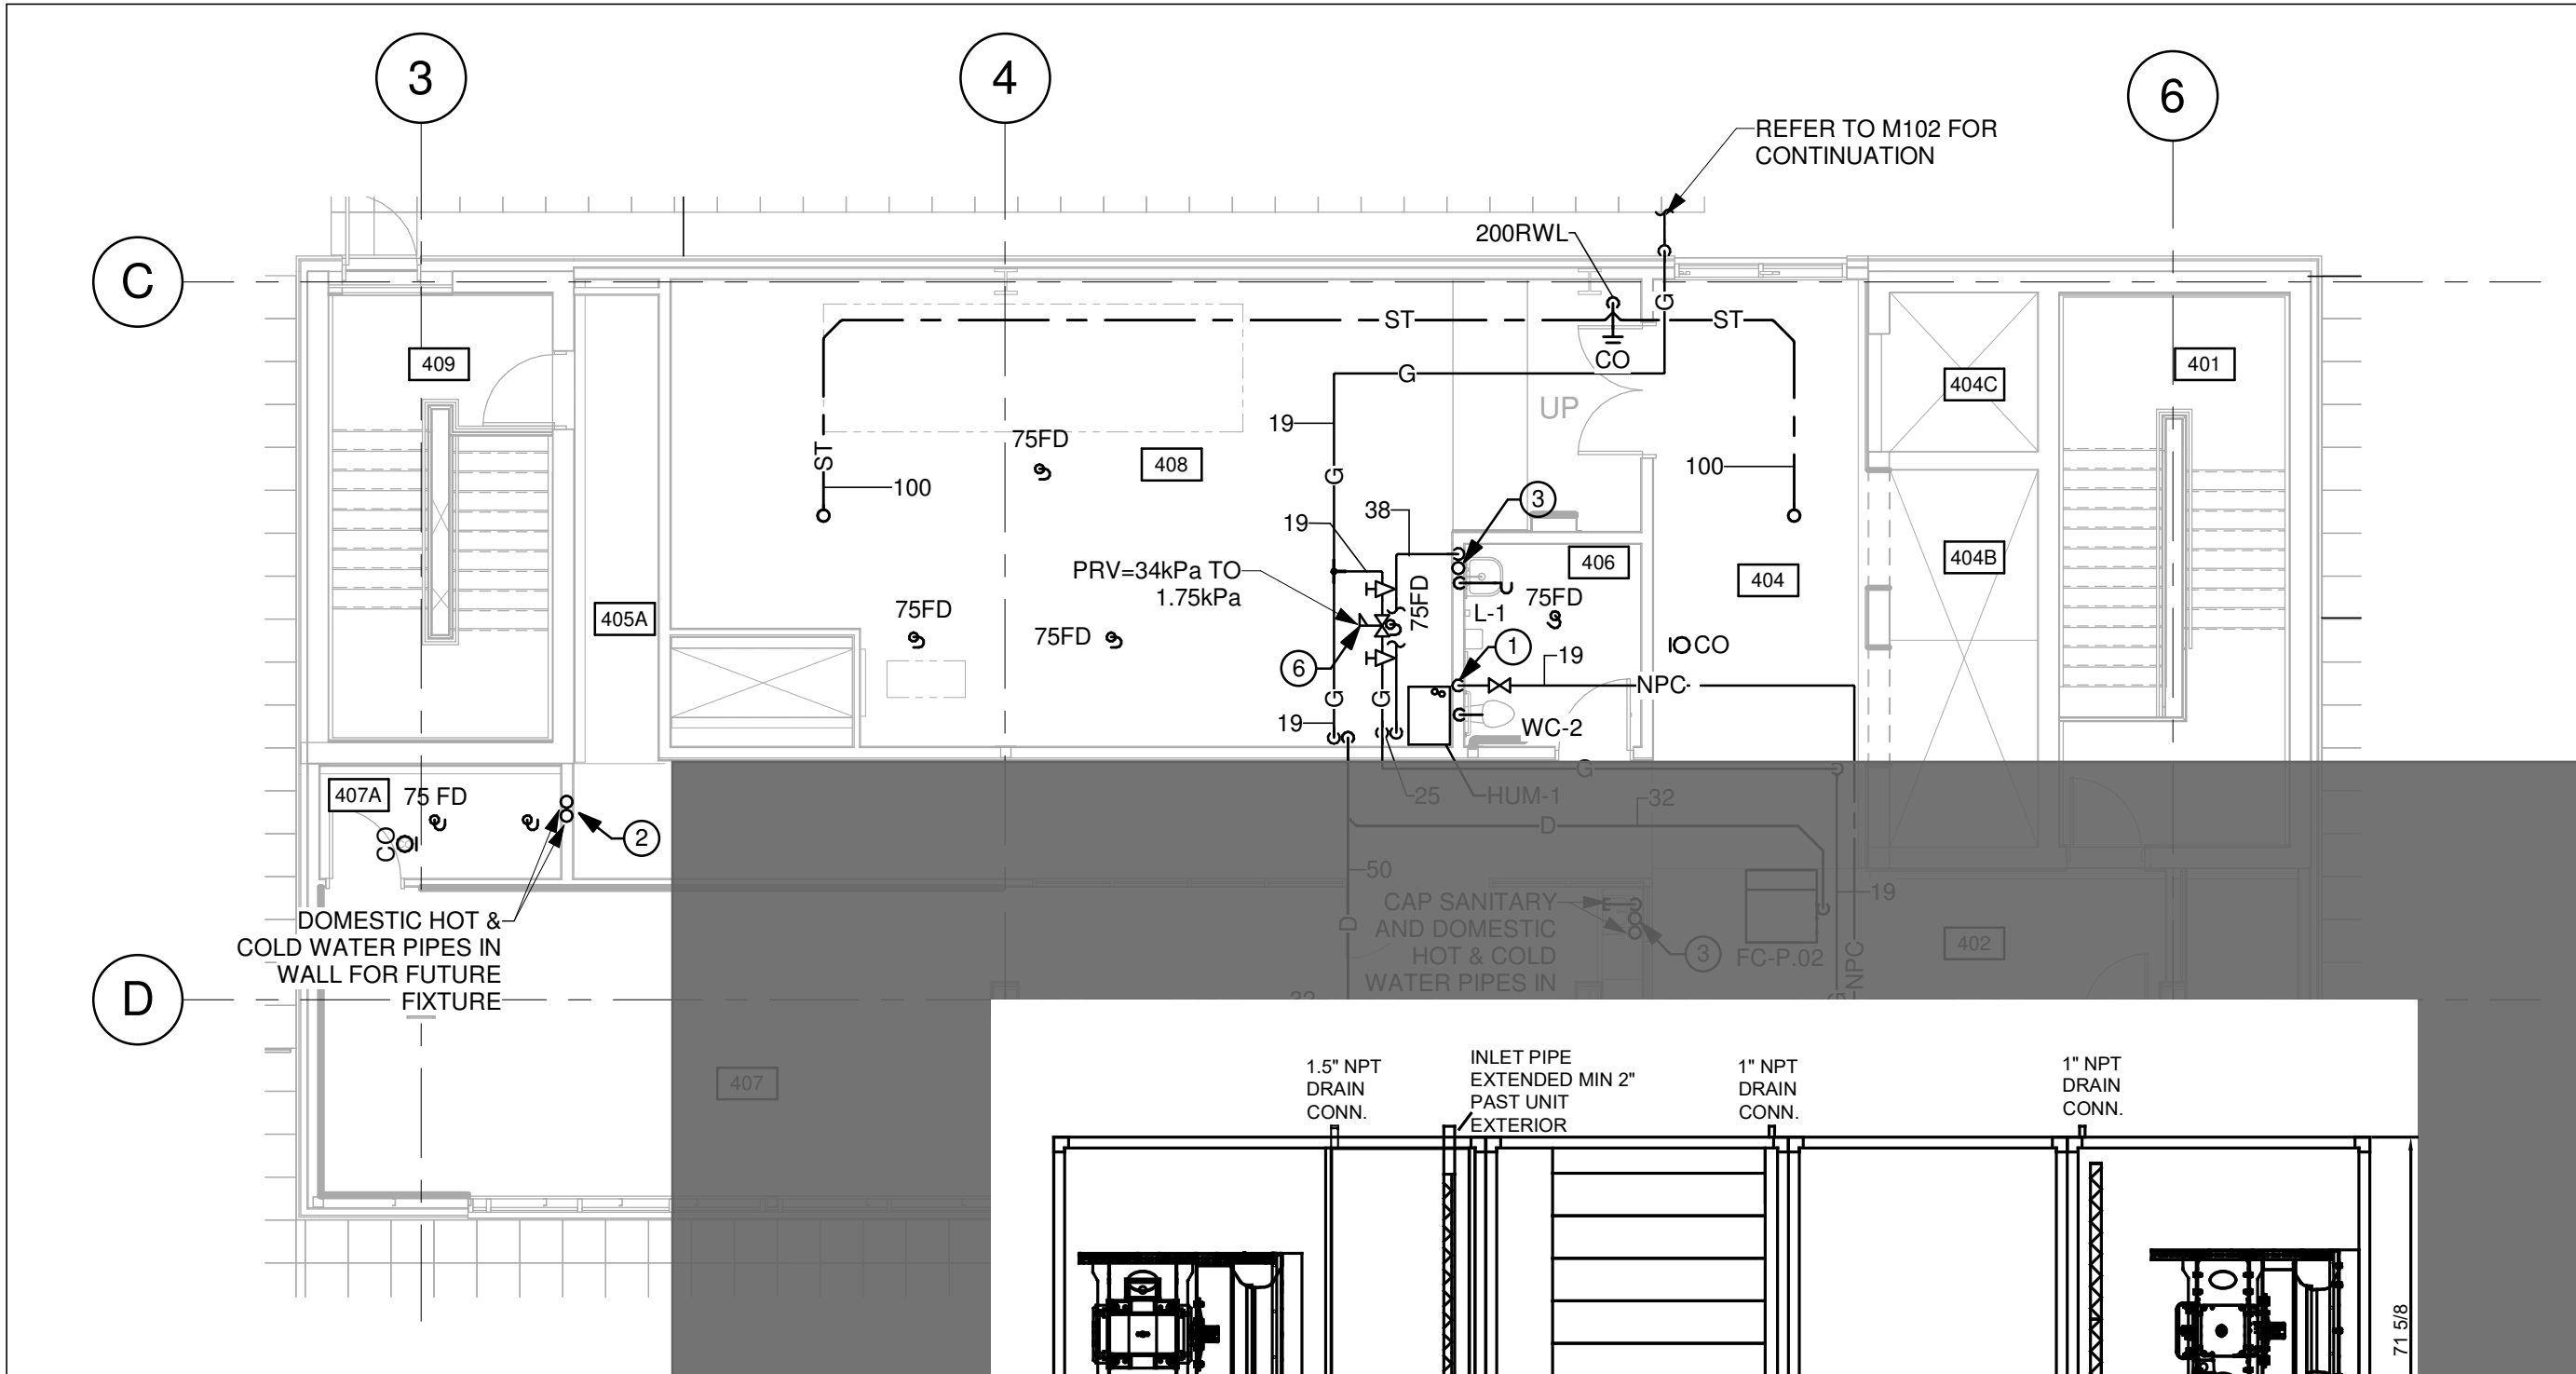 3
4
6
REFER TO M102 FOR
CONTINUATION
200RWL
C
ST
ST
G
CO
409
401
404C
G
19
UP
75FD
408
ST
100
G
100
3
38
19
406
404B
PRV=34kPa TO
1.75kPa
75FD
404
75FD
405A
L-1
75FD
75FD
CO
1
6
19
NPC
G
G
19
WC-2
G
407A
75 FD
25
HUM-1
32
D
CO
2
50
19
CAP SANITARY
AND DOMESTIC
HOT & COLD
WATER PIPES IN
D
3
FC-P.02
402
NPC
G
32
DOMESTIC HOT &
COLD WATER PIPES IN
WALL FOR FUTURE
FIXTURE
D
407
1.5" NPT
DRAIN
CONN.
INLET PIPE
EXTENDED MIN 2"
PAST UNIT
EXTERIOR
1" NPT
DRAIN
CONN.
1" NPT
DRAIN
CONN.
71 5/8